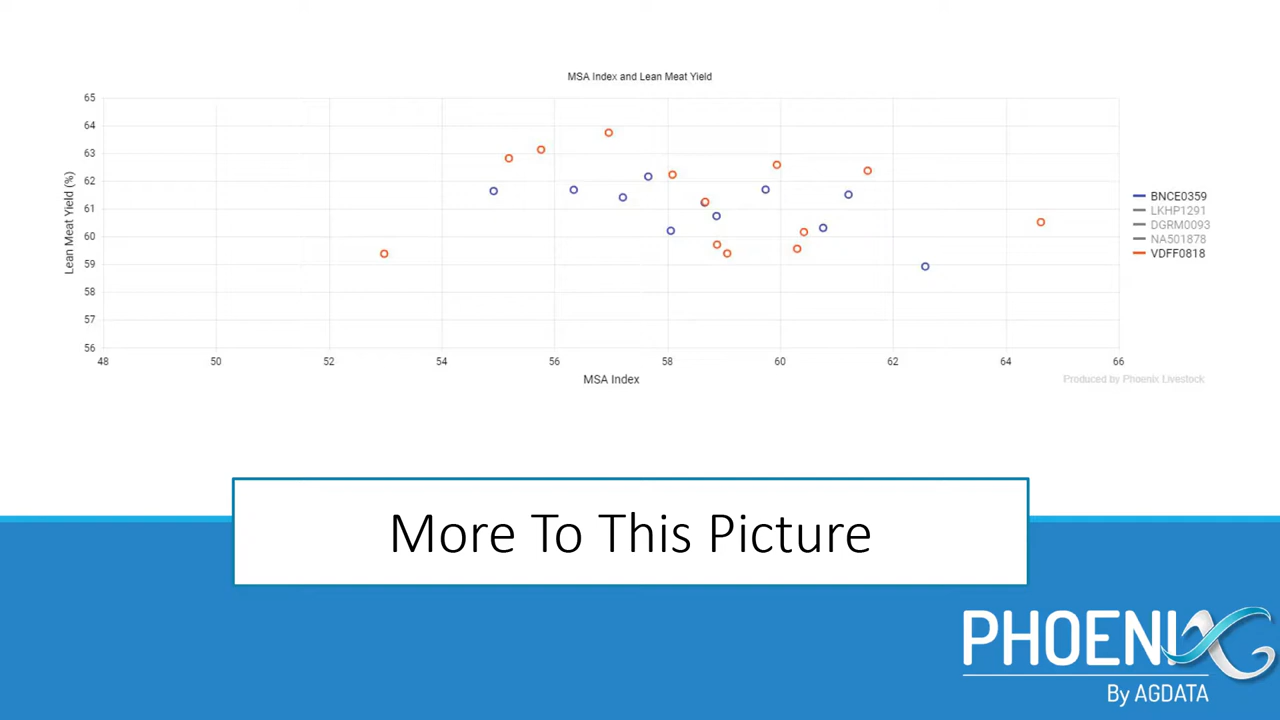 MSA Index and Lean Meat Yield
65
64
63
62
61
60
59
58
57
56
Lean Meat Yield (%)
48 50 52 54 56 58 60 62 64 66
MSA Index
BNCE0359
LKHP1291
DGRM0093
NA501878
VDFF0818
Produced by Phoenix Livestock
More To This Picture
PHOENIX
By AGDATA